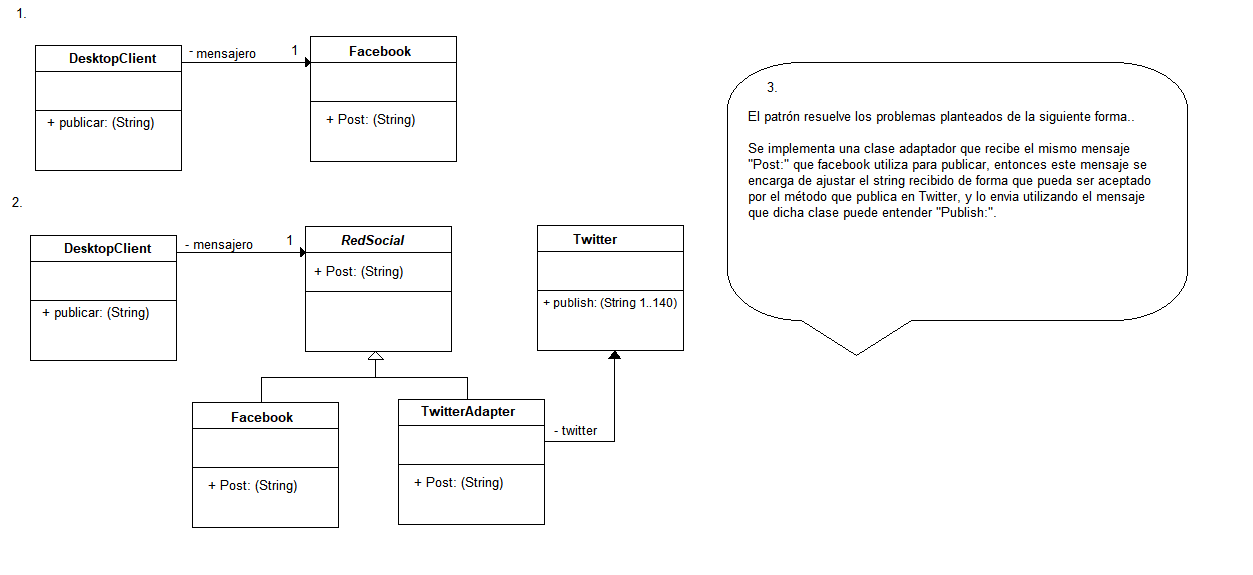 1.
DesktopClient
- mensajero
1
Facebook
+ publicar: (String)
+ Post: (String)
2.
DesktopClient
- mensajero
1
RedSocial
Twitter
+ Post: (String)
+ publicar: (String)
+ publish: (String 1..140)
Facebook
TwitterAdapter
- twitter
+ Post: (String)
+ Post: (String)
3.
El patrón resuelve los problemas planteados de la siguiente forma..
Se implementa una clase adaptador que recibe el mismo mensaje
"Post:" que facebook utiliza para publicar, entonces este mensaje se
encarga de ajustar el string recibido de forma que pueda ser aceptado
por el método que publica en Twitter, y lo envia utilizando el mensaje
que dicha clase puede entender "Publish:".